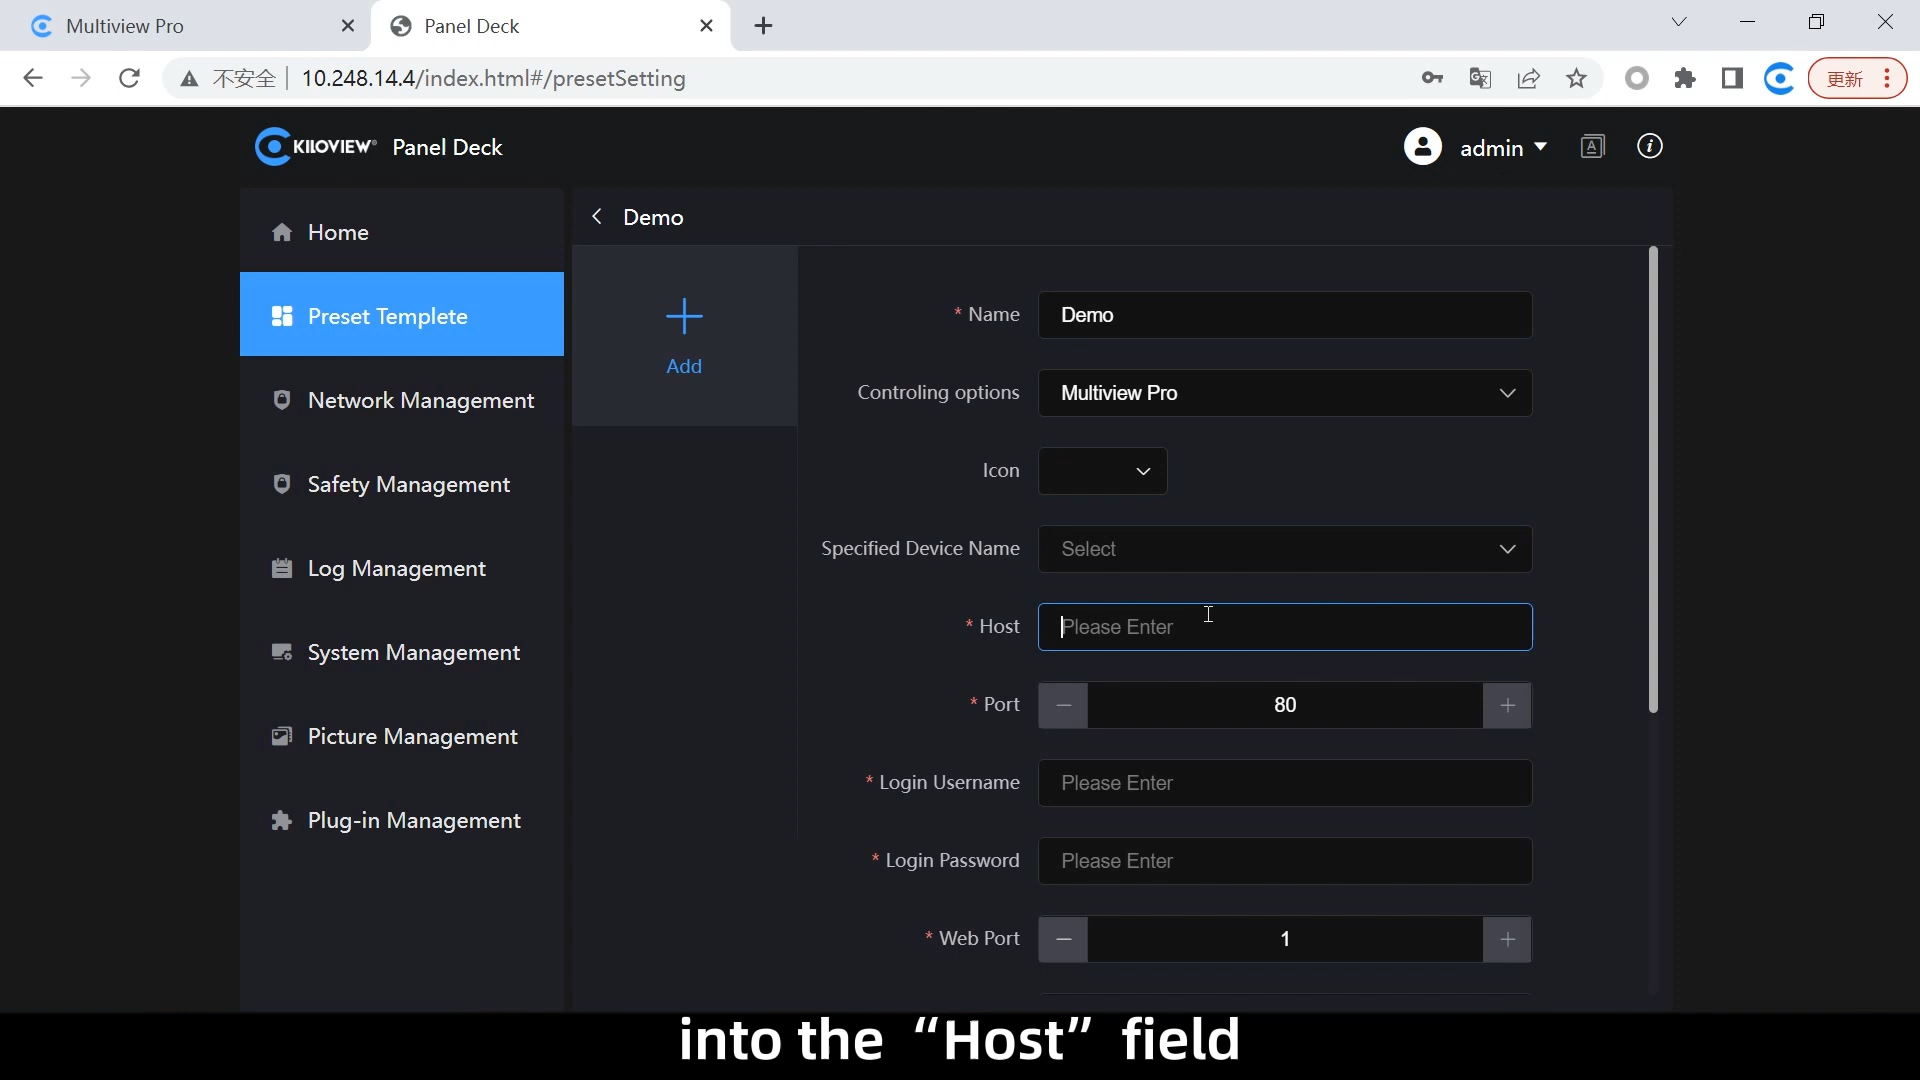 Multiview Pro
Panel Deck
不安全 10.248.14.4/index.html#/presetSetting
更新
KILOVIEW® Panel Deck
admin
Home
Preset Templete
Network Management
Safety Management
Log Management
System Management
Picture Management
Plug-in Management
Demo
Add
* Name Demo
Controling options Multiview Pro
Icon
Specified Device Name Select
* Host Please Enter
* Port 80
* Login Username Please Enter
* Login Password Please Enter
* Web Port 1
into the “Host” field